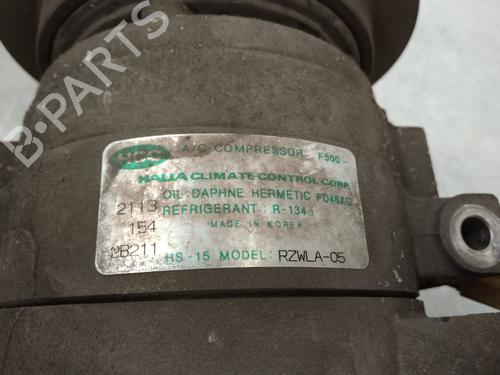 HCC
A/C COMPRESSOR F500
HALLA CLIMATE CONTROL CORP.
OIL:DAPHNE HERMETIC FD46XG
2113 REFRIGERANT : R-134a
154 MADE IN KOREA
2B211
HS-15 MODEL: RZWLA-05